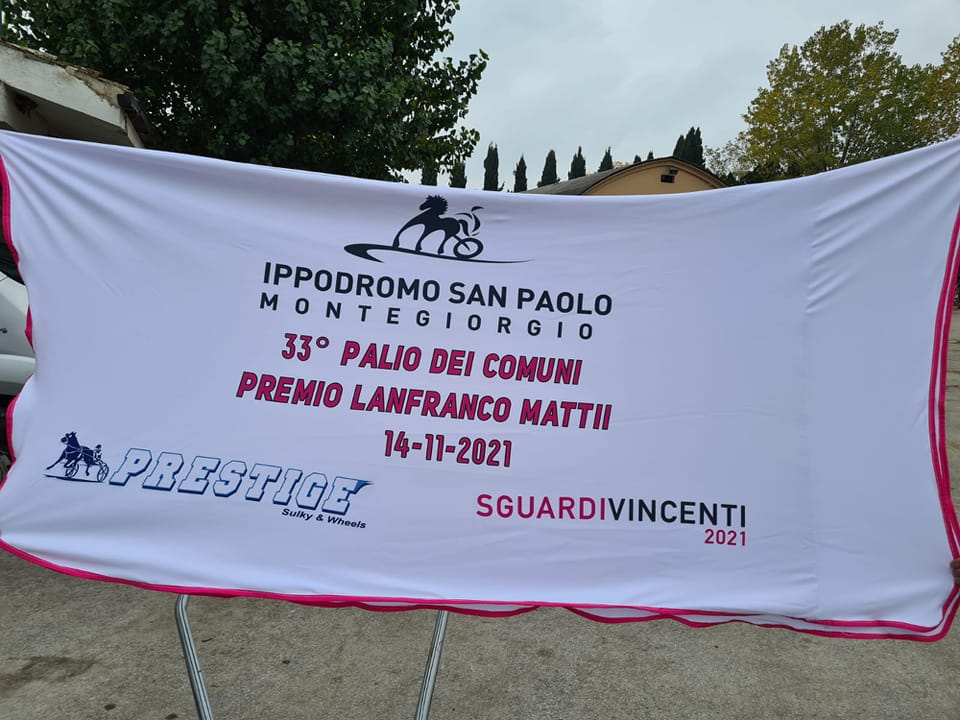 IPPODROMO SAN PAOLO
MONTEGIORGIO
33° PALIO DEI COMUNI
PREMIO LANFRANCO MATTII
14-11-2021
PRESTIGE
Sulky & Wheels
SGUARDIVINCENTI
2021